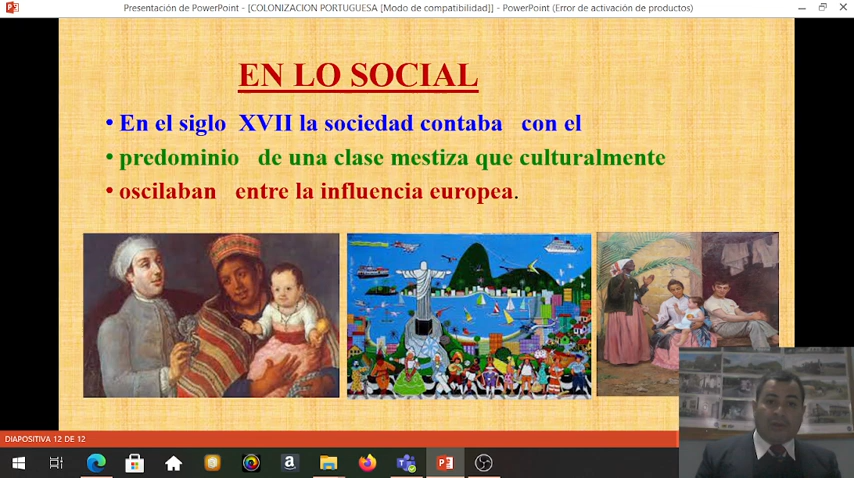 Presentación de PowerPoint - [COLONIZACION PORTUGUESA [Modo de compatibilidad]] - PowerPoint (Error de activación de productos)
EN LO SOCIAL
• En el siglo XVII la sociedad contaba con el
• predominio de una clase mestiza que culturalmente
• oscilaban entre la influencia europea.
DIAPOSITIVA 12 DE 12